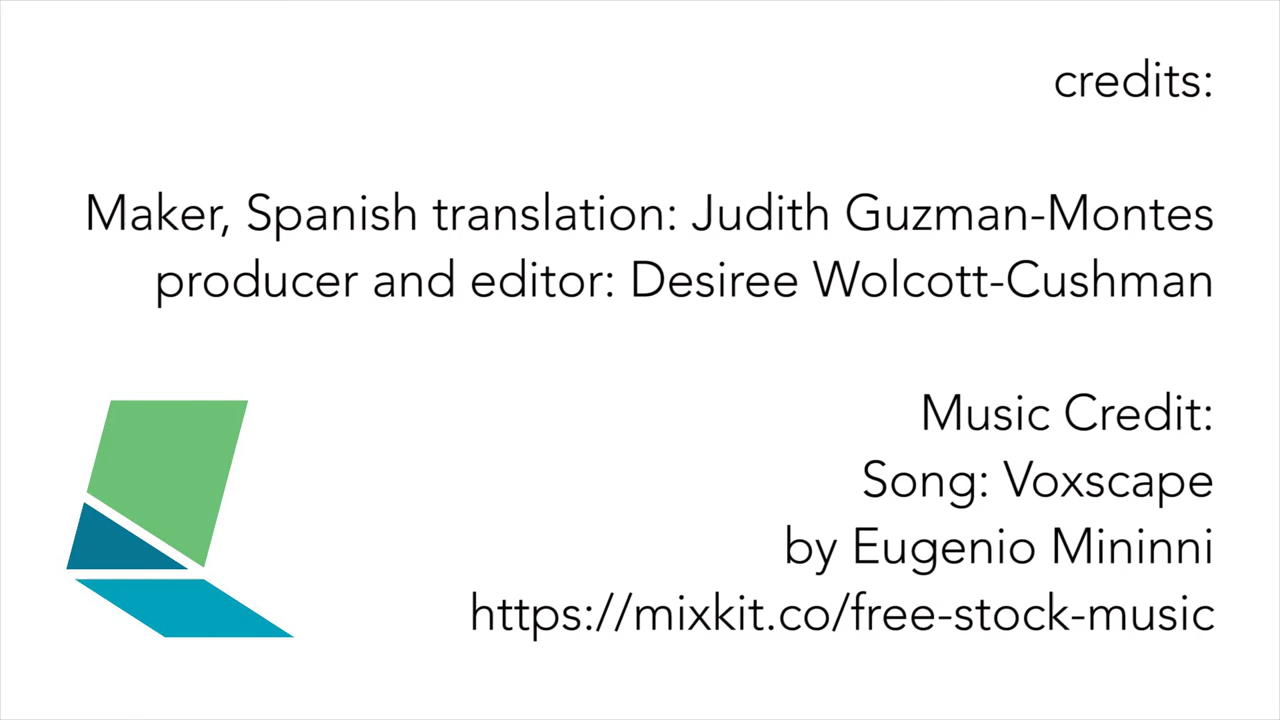 credits:
Maker, Spanish translation: Judith Guzman-Montes
producer and editor: Desiree Wolcott-Cushman
Music Credit:
Song: Voxscape
by Eugenio Mininni
https://mixkit.co/free-stock-music